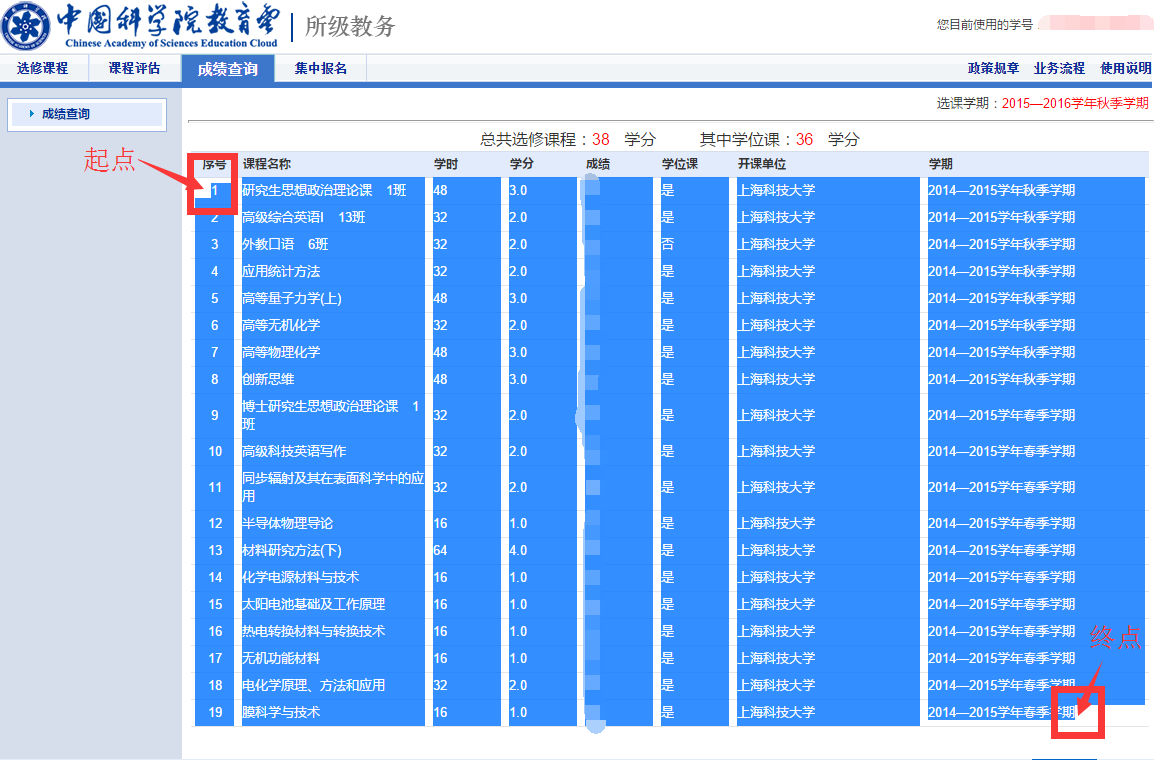 中国科学院教育云
Chinese Academy of Sciences Education Cloud
所级教务
您目前使用的学号：
选修课程 课程评估 成绩查询 集中报名 政策规章 业务流程 使用说明
成绩查询
选课学期：2015—2016学年秋季学期
总共选修课程：38 学分 其中学位课：36 学分
起点
序号 课程名称 学时 学分 成绩 学位课 开课单位 学期
1 研究生思想政治理论课 1班 48 3.0 是 上海科技大学 2014—2015学年秋季学期
2 高级综合英语Ⅰ 13班 32 2.0 是 上海科技大学 2014—2015学年秋季学期
3 外教口语 6班 32 2.0 否 上海科技大学 2014—2015学年秋季学期
4 应用统计方法 32 2.0 是 上海科技大学 2014—2015学年秋季学期
5 高等量子力学(上) 48 3.0 是 上海科技大学 2014—2015学年秋季学期
6 高等无机化学 32 2.0 是 上海科技大学 2014—2015学年秋季学期
7 高等物理化学 48 3.0 是 上海科技大学 2014—2015学年秋季学期
8 创新思维 48 3.0 是 上海科技大学 2014—2015学年秋季学期
9 博士研究生思想政治理论课 1
班 32 2.0 是 上海科技大学 2014—2015学年春季学期
10 高级科技英语写作 32 2.0 是 上海科技大学 2014—2015学年春季学期
11 同步辐射及其在表面科学中的应
用 32 2.0 是 上海科技大学 2014—2015学年春季学期
12 半导体物理导论 16 1.0 是 上海科技大学 2014—2015学年春季学期
13 材料研究方法(下) 64 4.0 是 上海科技大学 2014—2015学年春季学期
14 化学电源材料与技术 16 1.0 是 上海科技大学 2014—2015学年春季学期
15 太阳电池基础及工作原理 16 1.0 是 上海科技大学 2014—2015学年春季学期
16 热电转换材料与转换技术 16 1.0 是 上海科技大学 2014—2015学年春季学期
终点
17 无机功能材料 16 1.0 是 上海科技大学 2014—2015学年春季学期
18 电化学原理、方法和应用 32 2.0 是 上海科技大学 2014—2015学年春季学期
19 膜科学与技术 16 1.0 是 上海科技大学 2014—2015学年春季学期